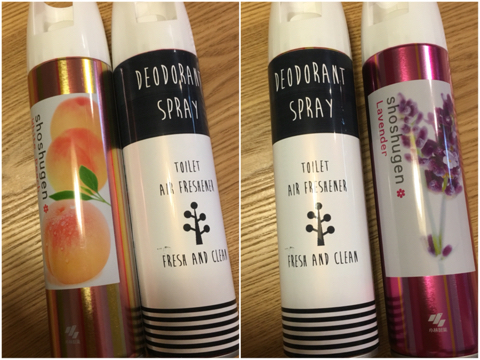 shoshugen
DEODORANT
SPRAY
TOILET
AIR FRESHENER
FRESH AND CLEAN
DEODORANT
SPRAY
TOILET
AIR FRESHENER
FRESH AND CLEAN
shoshugen
Lavender